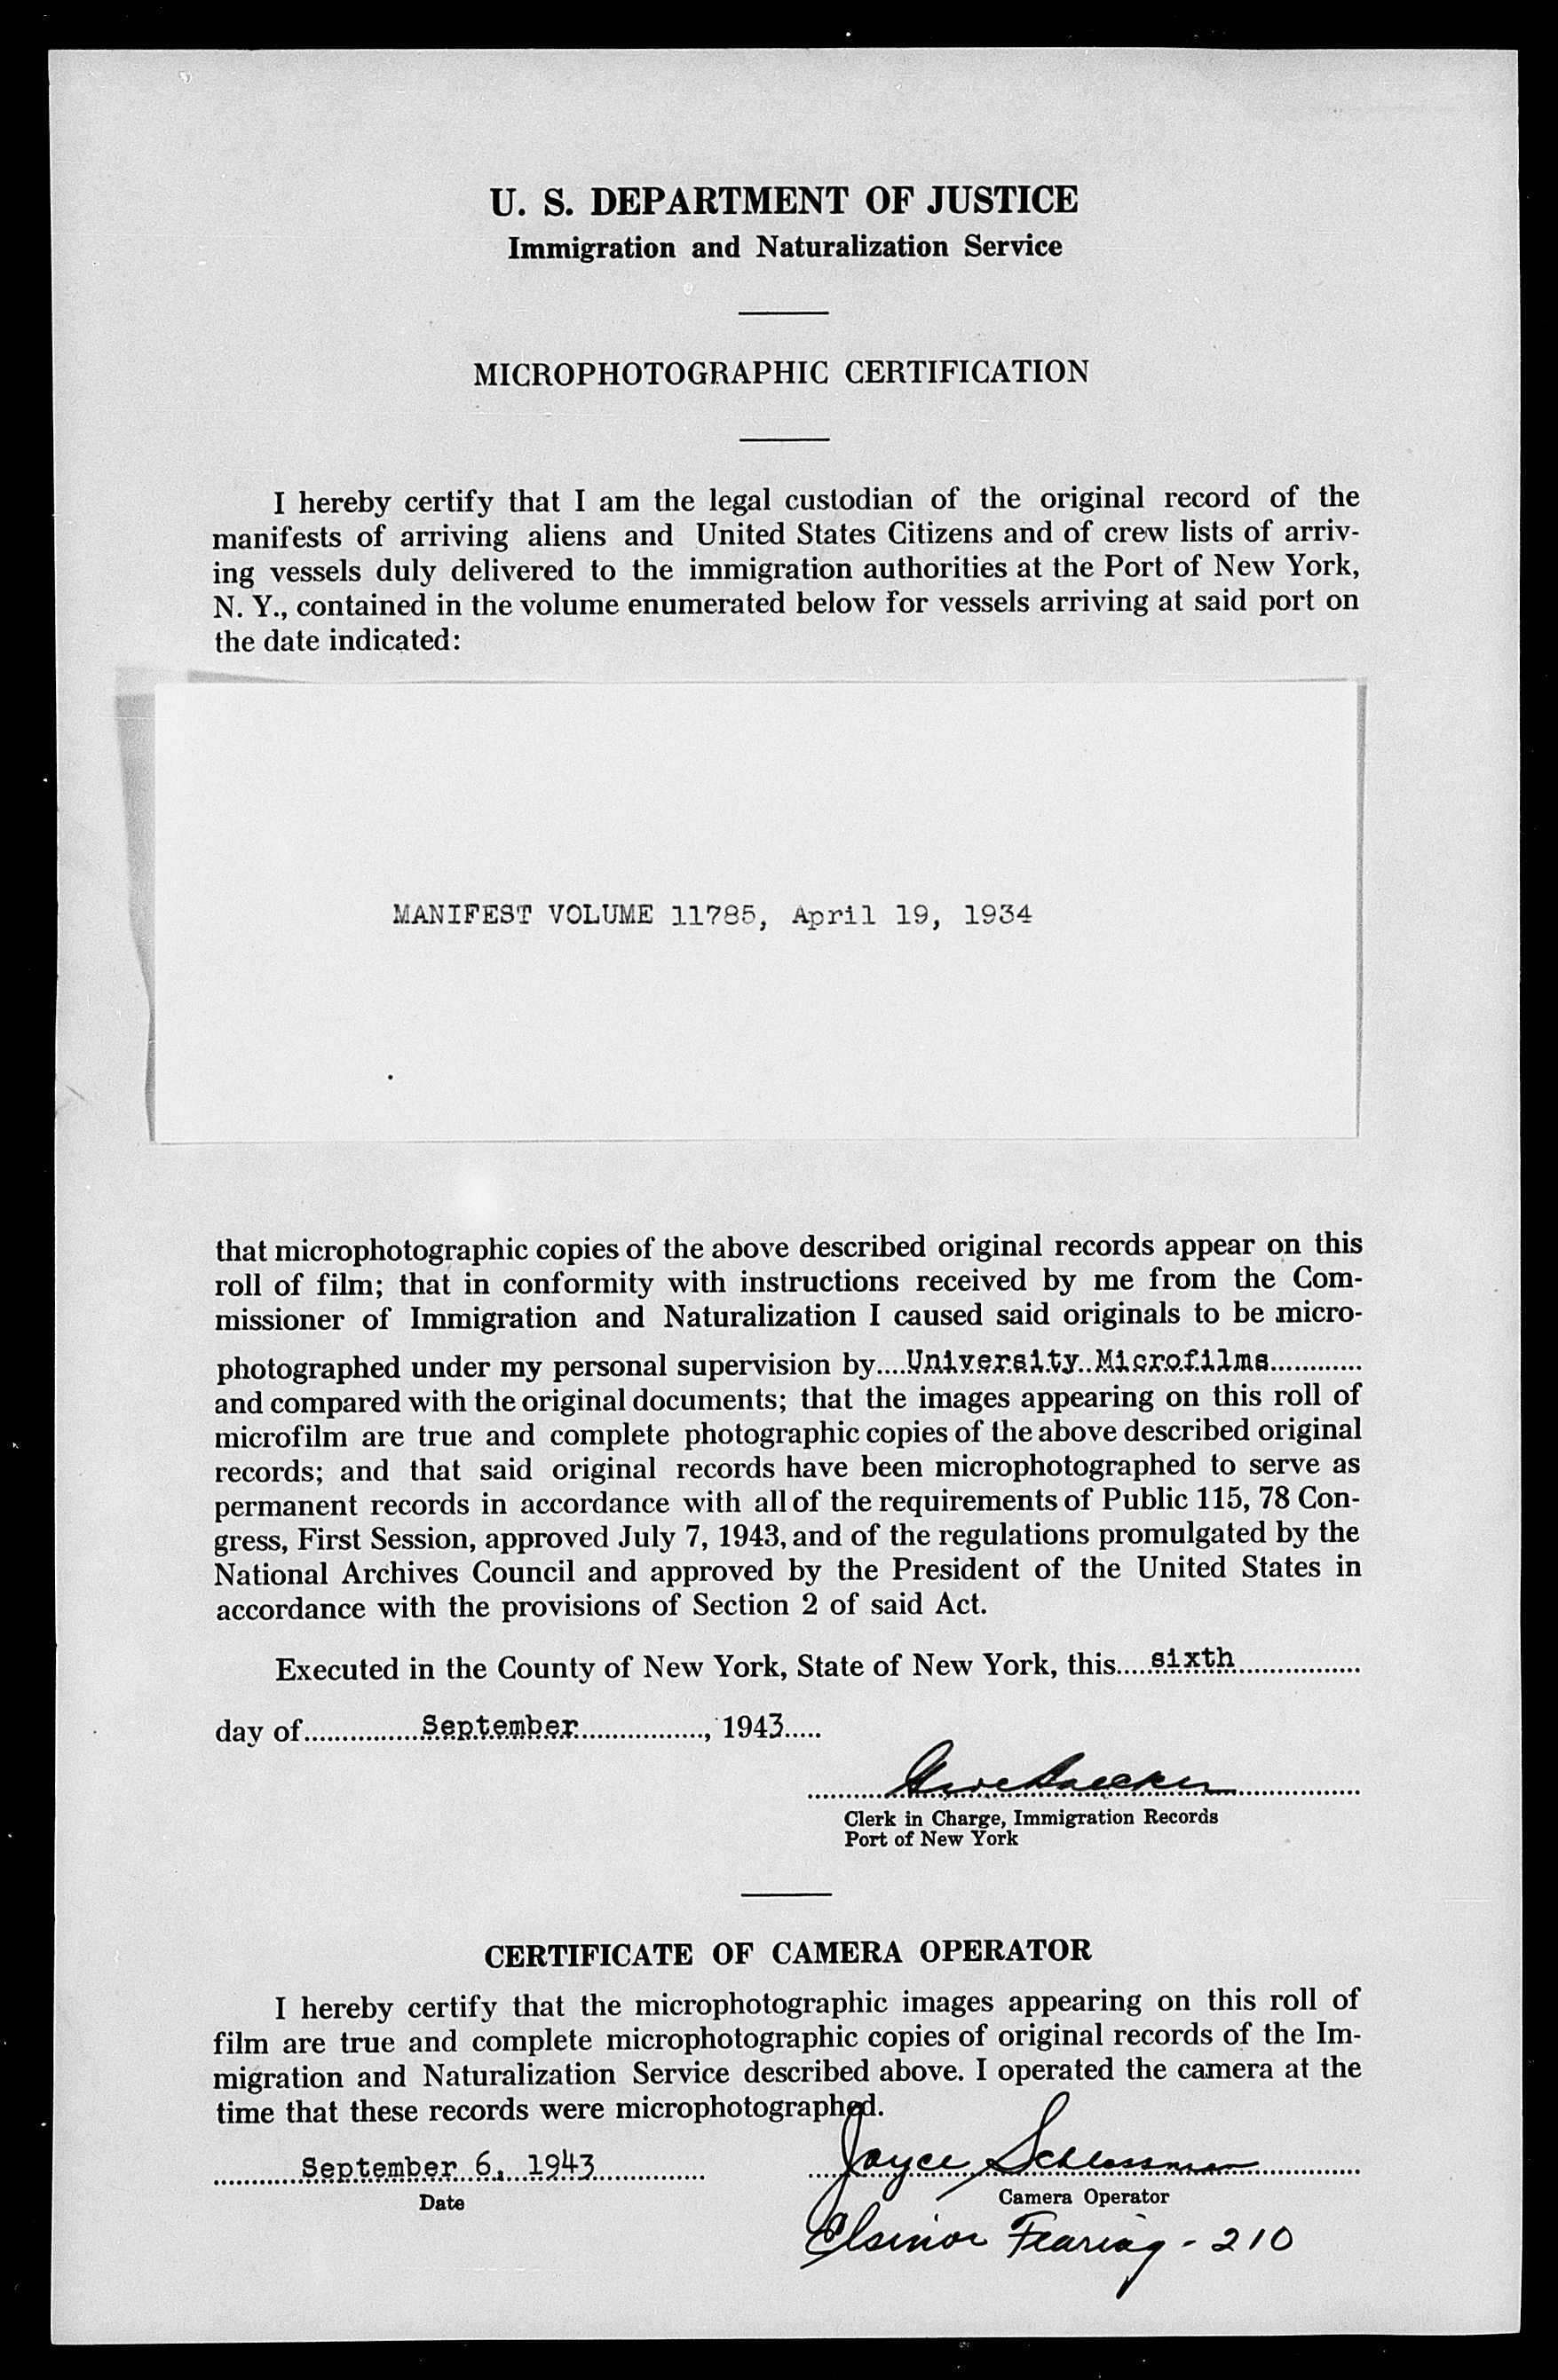 U. S. DEPARTMENT OF JUSTICE
Immigration and Naturalization Service
MICROPHOTOGRAPHIC CERTIFICATION
I hereby certify that I am the legal custodian of the original record of the
manifests of arriving aliens and United States Citizens and of crew lists of arriv-
ing vessels duly delivered to the immigration authorities at the Port of New York,
N. Y., contained in the volume enumerated below for vessels arriving at said port on
the date indicated:
MANIFEST VOLUME 11785, April 19, 1934
that microphotographic copies of the above described original records appear on this
roll of film; that in conformity with instructions received by me from the Com-
missioner of Immigration and Naturalization I caused said originals to be micro-
photographed under my personal supervision by....University Microfilms............
and compared with the original documents; that the images appearing on this roll of
microfilm are true and complete photographic copies of the above described original
records; and that said original records have been microphotographed to serve as
permanent records in accordance with all of the requirements of Public 115, 78 Con-
gress, First Session, approved July 7, 1943, and of the regulations promulgated by the
National Archives Council and approved by the President of the United States in
accordance with the provisions of Section 2 of said Act.
Executed in the County of New York, State of New York, this.....sixth.................
day of................September................., 1943.....
Clerk in Charge, Immigration Records
Port of New York
CERTIFICATE OF CAMERA OPERATOR
I hereby certify that the microphotographic images appearing on this roll of
film are true and complete microphotographic copies of original records of the Im-
migration and Naturalization Service described above. I operated the camera at the
time that these records were microphotographed.
September 6, 1943
Joyce Schlossman
Date
Camera Operator
Elsinor Fearing - 210